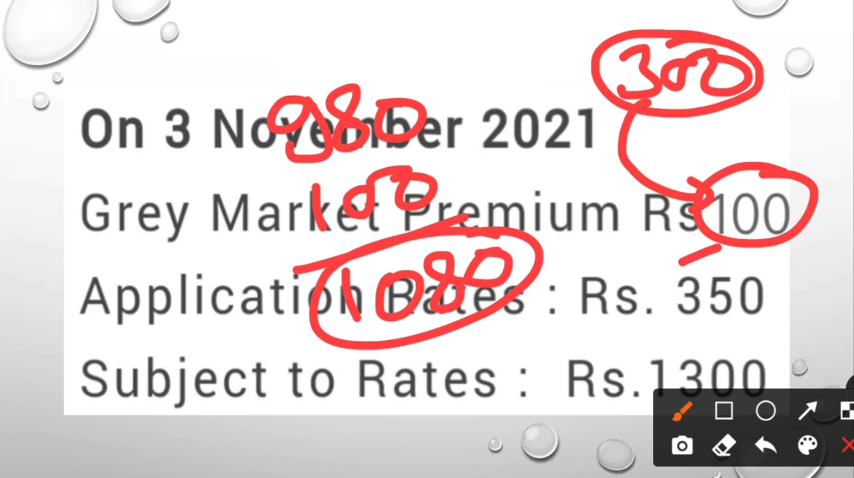 300
980
On 3 November 2021
100
Grey Market Premium Rs 100
1080
Application Rates : Rs. 350
Subject to Rates : Rs.1300